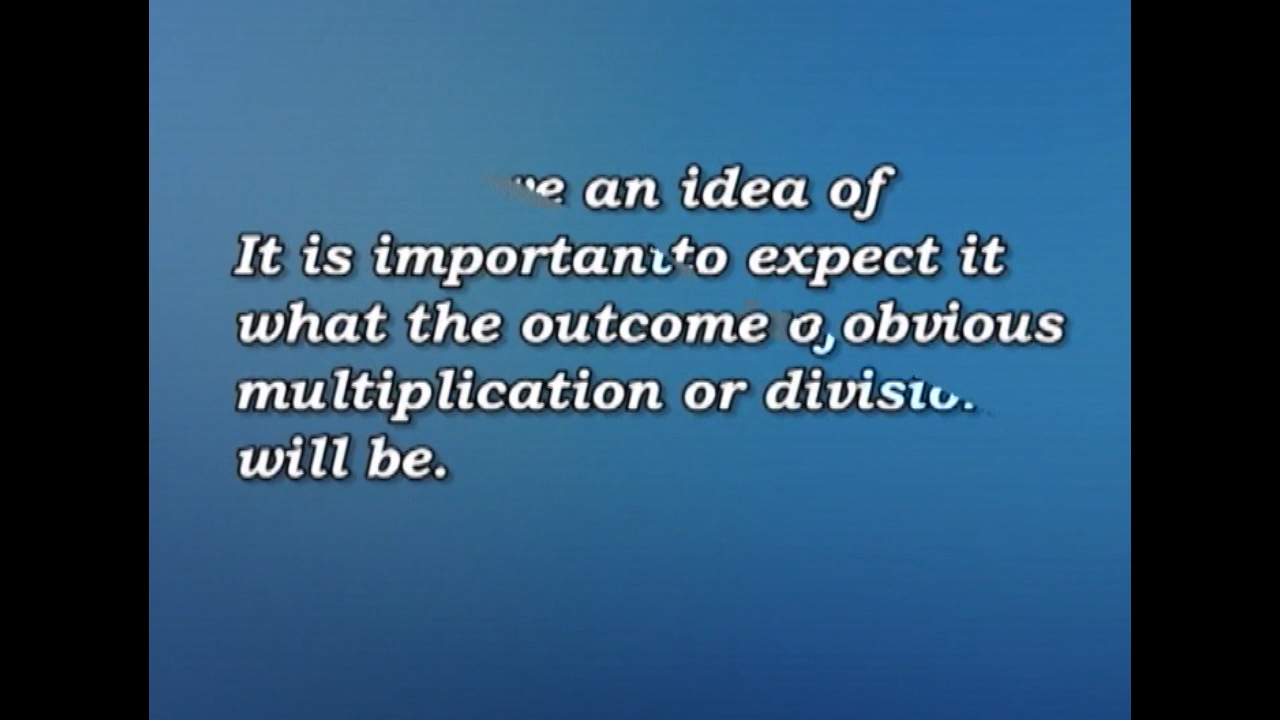 an idea of
It is important to expect it
what the outcome obvious
multiplication or
will be.